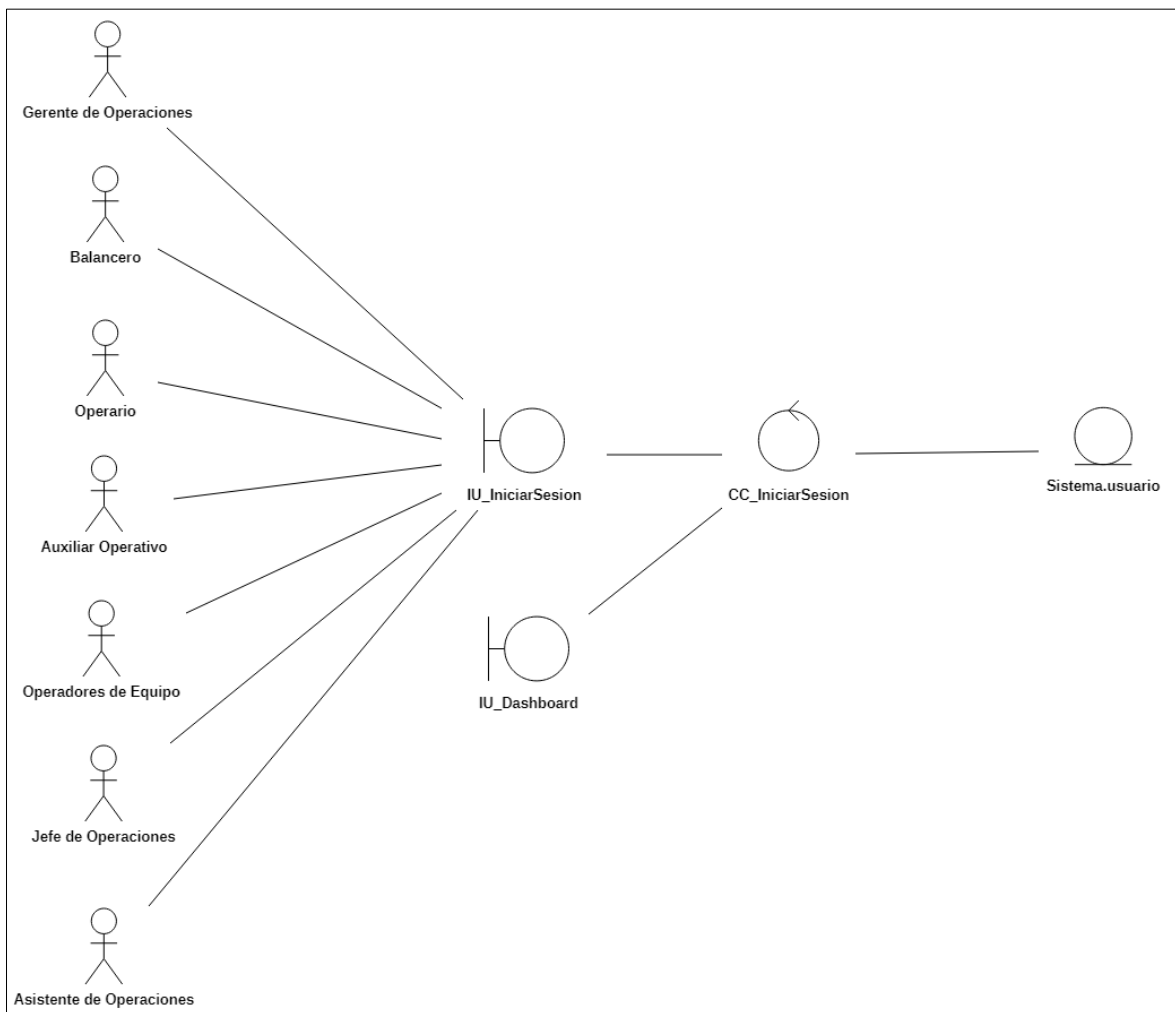 Gerente de Operaciones
Balancero
Operario
Auxiliar Operativo
Operadores de Equipo
Jefe de Operaciones
Asistente de Operaciones
IU_IniciarSesion
IU_Dashboard
CC_IniciarSesion
Sistema.usuario